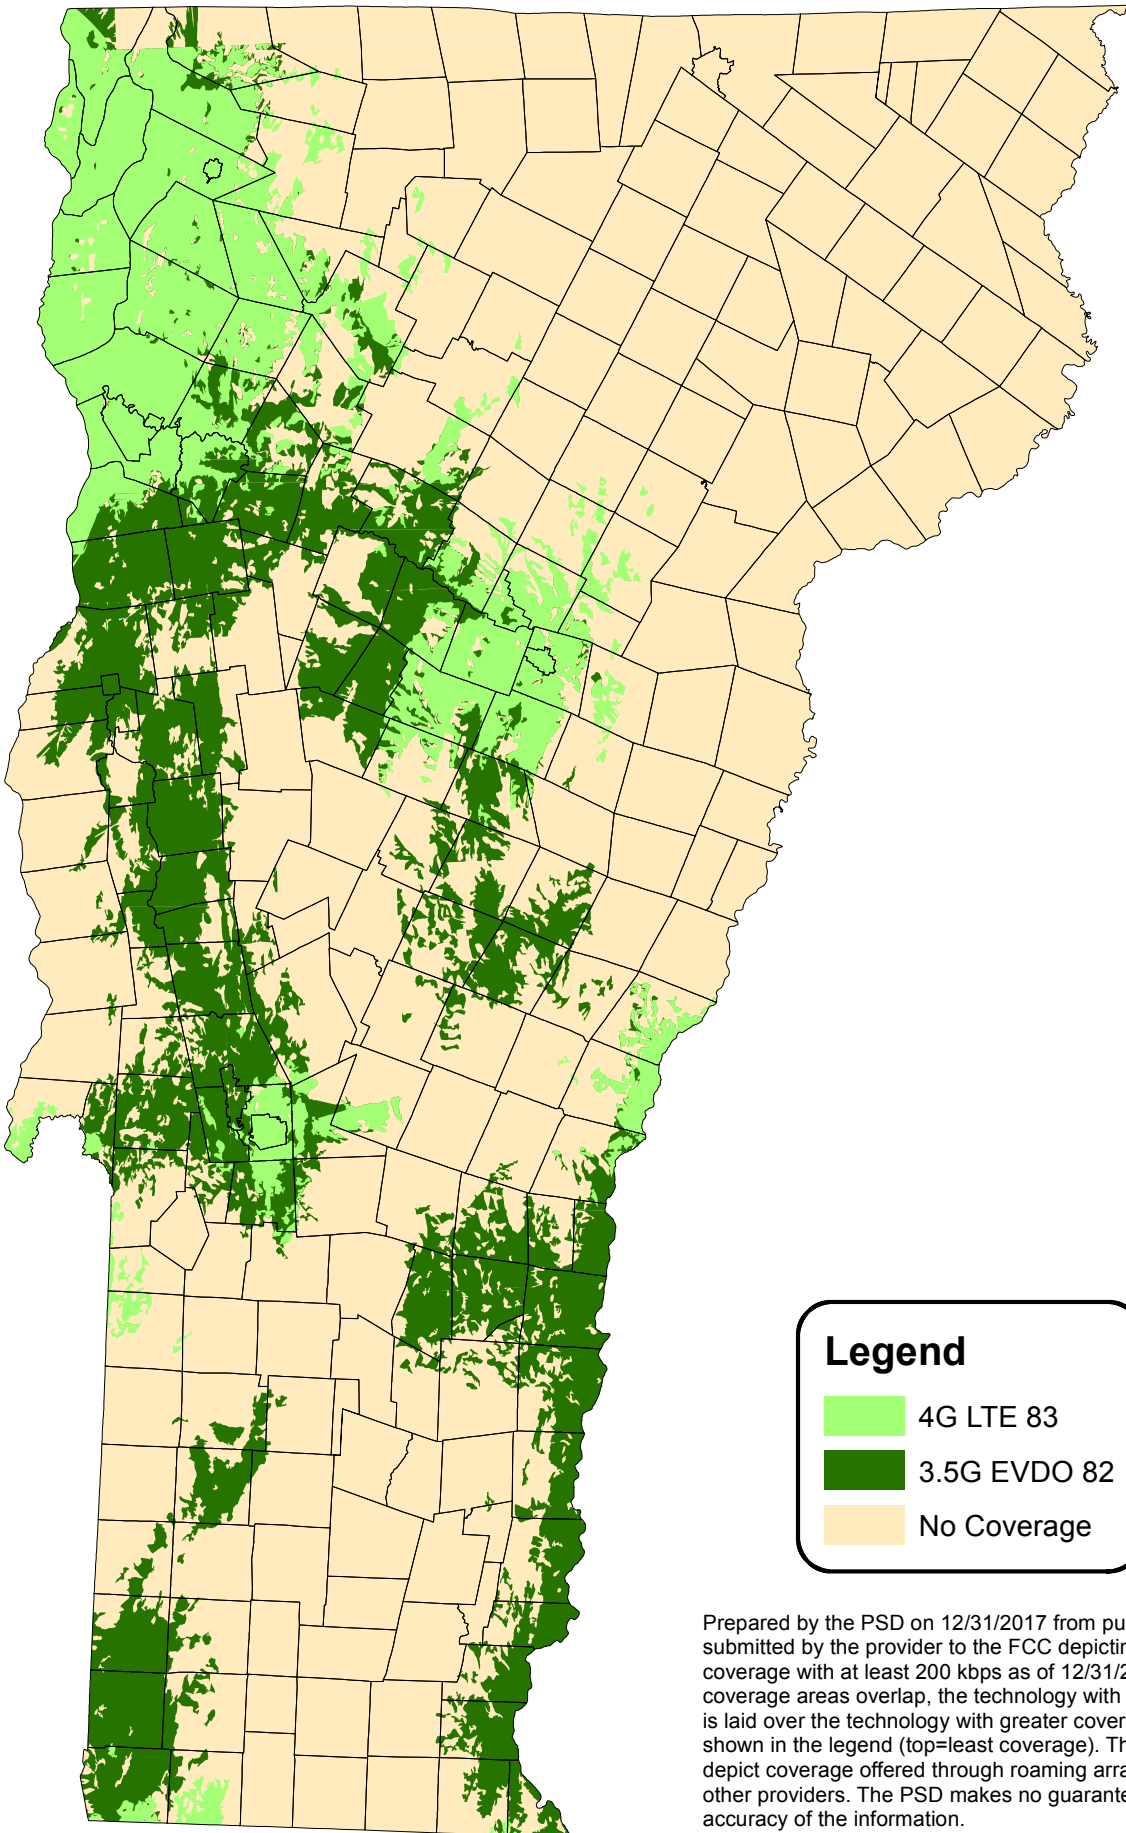 Legend
4G LTE 83
3.5G EVDO 82
No Coverage
Prepared by the PSD on 12/31/2017 from pu
submitted by the provider to the FCC depictin
coverage with at least 200 kbps as of 12/31/2
coverage areas overlap, the technology with
is laid over the technology with greater cover
shown in the legend (top=least coverage). Th
depict coverage offered through roaming arra
other providers. The PSD makes no guarante
accuracy of the information.